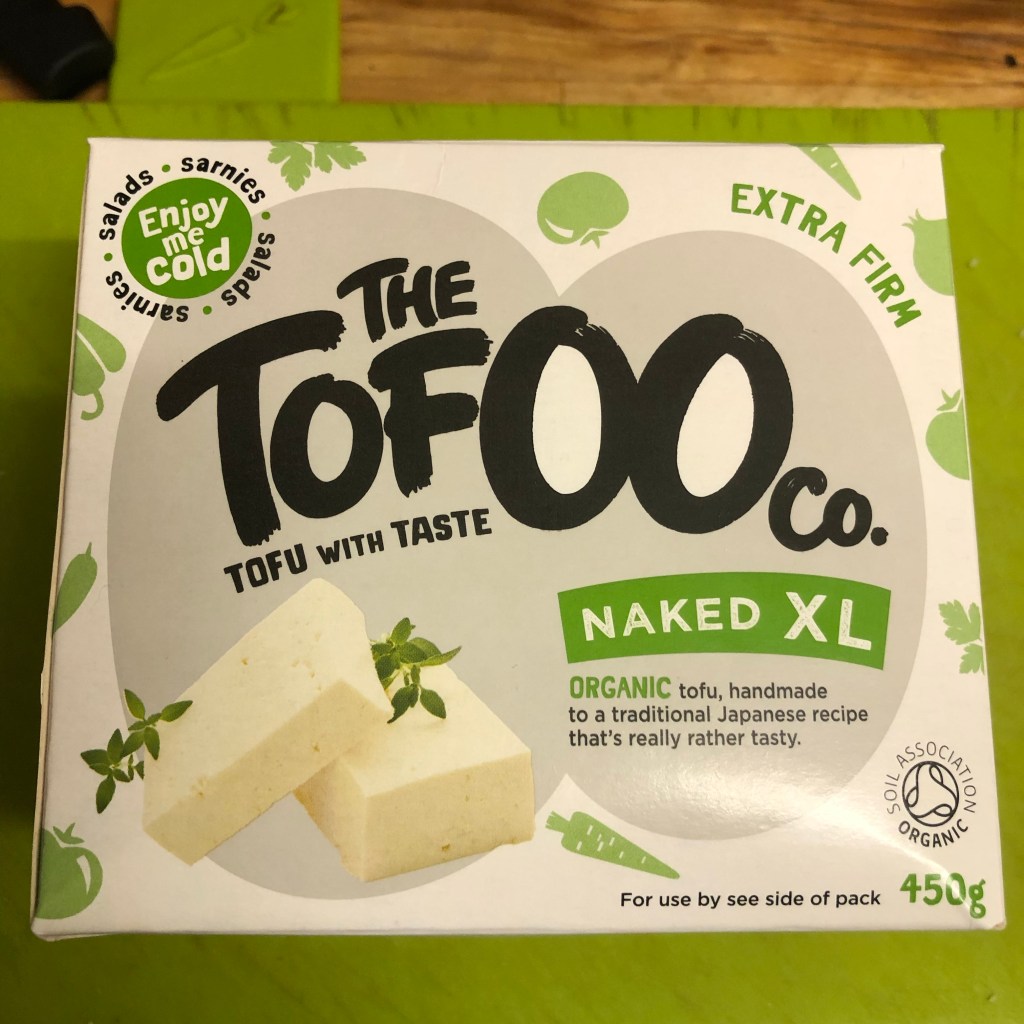 salads • sarnies • salads • sarnies •
Enjoy
me
cold
EXTRA FIRM
THE
TOFOO
Co.
TOFU WITH TASTE
NAKED XL
ORGANIC tofu, handmade
to a traditional Japanese recipe
that's really rather tasty.
SOIL ASSOCIATION
ORGANIC
For use by see side of pack
450g